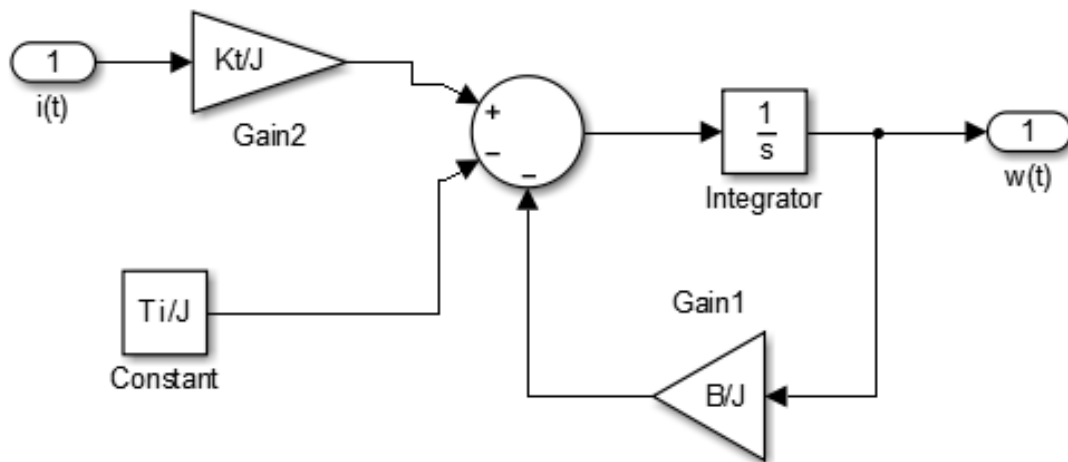 1
i(t)
Kt/J
Gain2
+
−
−
1
s
Integrator
1
w(t)
Ti/J
Constant
Gain1
B/J